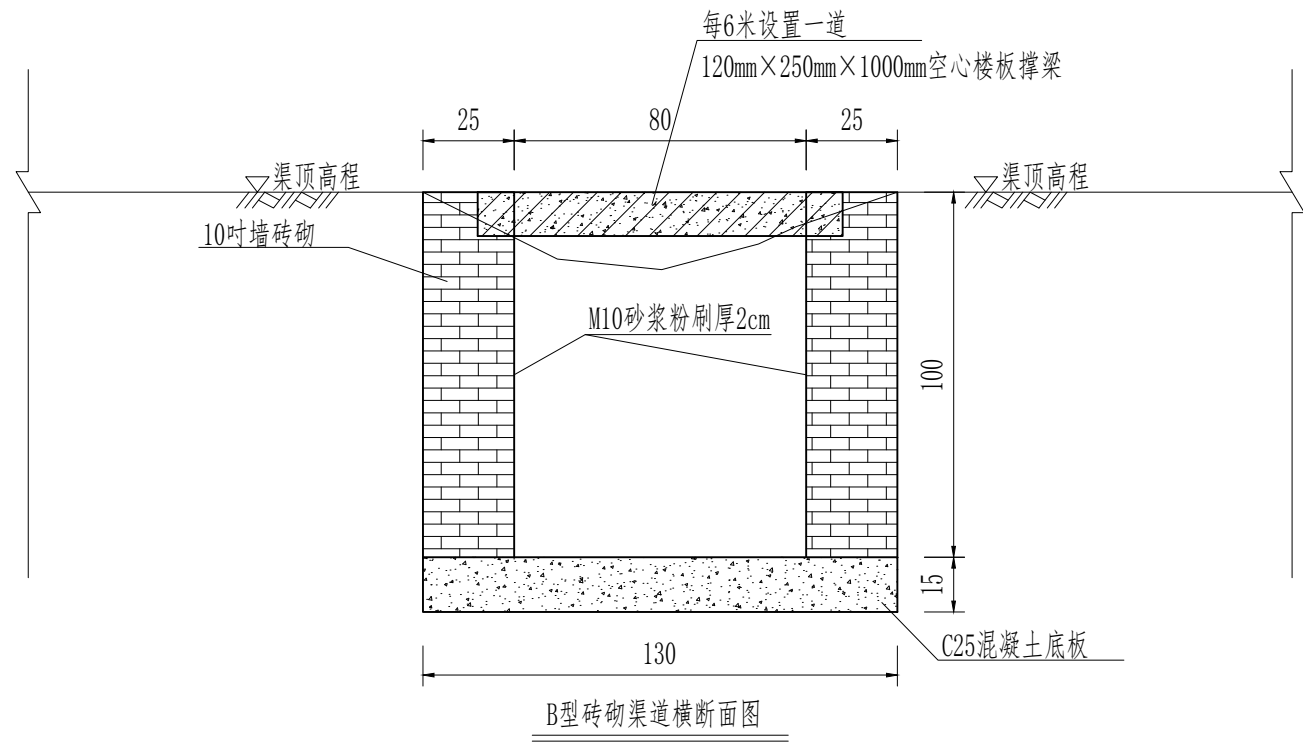 每6米设置一道
120mm×250mm×1000mm空心楼板撑梁
25
80
25
渠顶高程
渠顶高程
10吋墙砖砌
M10砂浆粉刷厚2cm
100
15
C25混凝土底板
130
B型砖砌渠道横断面图